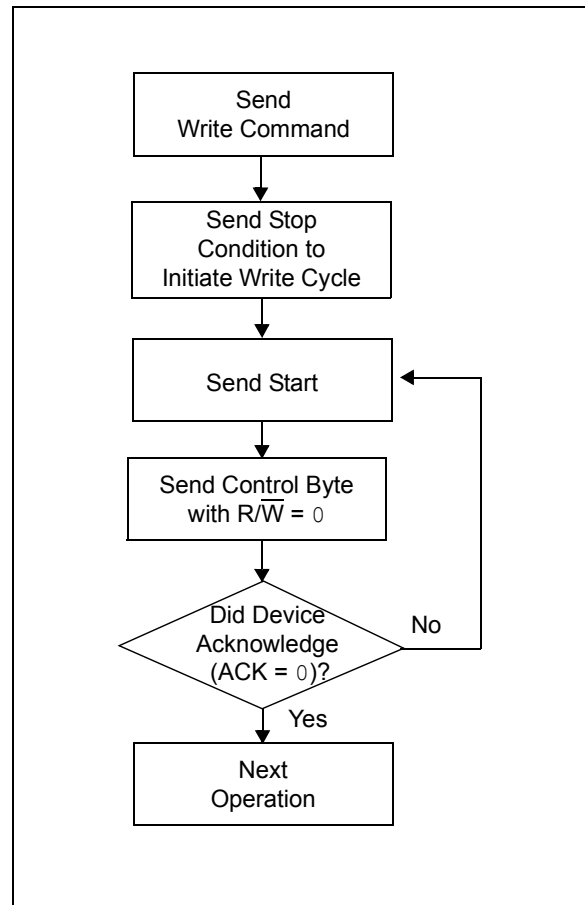 Send
Write Command
Send Stop
Condition to
Initiate Write Cycle
Send Start
Send Control Byte
with R/W̅ = 0
Did Device
Acknowledge
(ACK = 0)?
No
Yes
Next
Operation